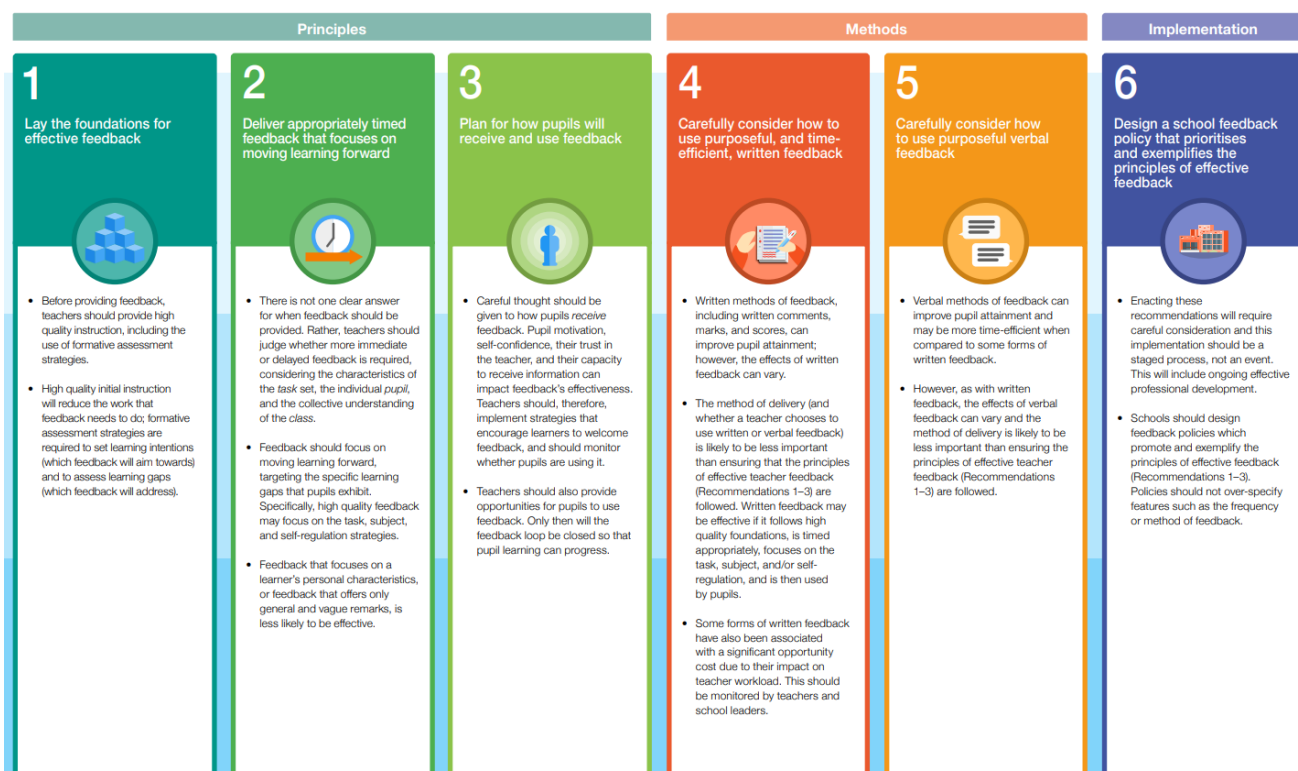 Principles
Methods
Implementation
1
Lay the foundations for
effective feedback
• Before providing feedback,
teachers should provide high
quality instruction, including the
use of formative assessment
strategies.
• High quality initial instruction
will reduce the work that
feedback needs to do; formative
assessment strategies are
required to set learning intentions
(which feedback will aim towards)
and to assess learning gaps
(which feedback will address).
2
Deliver appropriately timed
feedback that focuses on
moving learning forward
• There is not one clear answer
for when feedback should be
provided. Rather, teachers should
judge whether more immediate
or delayed feedback is required,
considering the characteristics of
the task set, the individual pupil,
and the collective understanding
of the class.
• Feedback should focus on
moving learning forward,
targeting the specific learning
gaps that pupils exhibit.
Specifically, high quality feedback
may focus on the task, subject,
and self-regulation strategies.
• Feedback that focuses on a
learner's personal characteristics,
or feedback that offers only
general and vague remarks, is
less likely to be effective.
3
Plan for how pupils will
receive and use feedback
• Careful thought should be
given to how pupils receive
feedback. Pupil motivation,
self-confidence, their trust in
the teacher, and their capacity
to receive information can
impact feedback's effectiveness.
Teachers should, therefore,
implement strategies that
encourage learners to welcome
feedback, and should monitor
whether pupils are using it.
• Teachers should also provide
opportunities for pupils to use
feedback. Only then will the
feedback loop be closed so that
pupil learning can progress.
4
Carefully consider how to
use purposeful, and time-
efficient, written feedback
• Written methods of feedback,
including written comments,
marks, and scores, can
improve pupil attainment;
however, the effects of written
feedback can vary.
• The method of delivery (and
whether a teacher chooses to
use written or verbal feedback)
is likely to be less important
than ensuring that the principles
of effective teacher feedback
(Recommendations 1–3) are
followed. Written feedback may
be effective if it follows high
quality foundations, is timed
appropriately, focuses on the
task, subject, and/or self-
regulation, and is then used
by pupils.
• Some forms of written feedback
have also been associated
with a significant opportunity
cost due to their impact on
teacher workload. This should
be monitored by teachers and
school leaders.
5
Carefully consider how
to use purposeful verbal
feedback
• Verbal methods of feedback can
improve pupil attainment and
may be more time-efficient when
compared to some forms of
written feedback.
• However, as with written
feedback, the effects of verbal
feedback can vary and the
method of delivery is likely to be
less important than ensuring the
principles of effective teacher
feedback (Recommendations
1–3) are followed.
6
Design a school feedback
policy that prioritises
and exemplifies the
principles of effective
feedback
• Enacting these
recommendations will require
careful consideration and this
implementation should be a
staged process, not an event.
This will include ongoing effective
professional development.
• Schools should design
feedback policies which
promote and exemplify the
principles of effective feedback
(Recommendations 1–3).
Policies should not over-specify
features such as the frequency
or method of feedback.